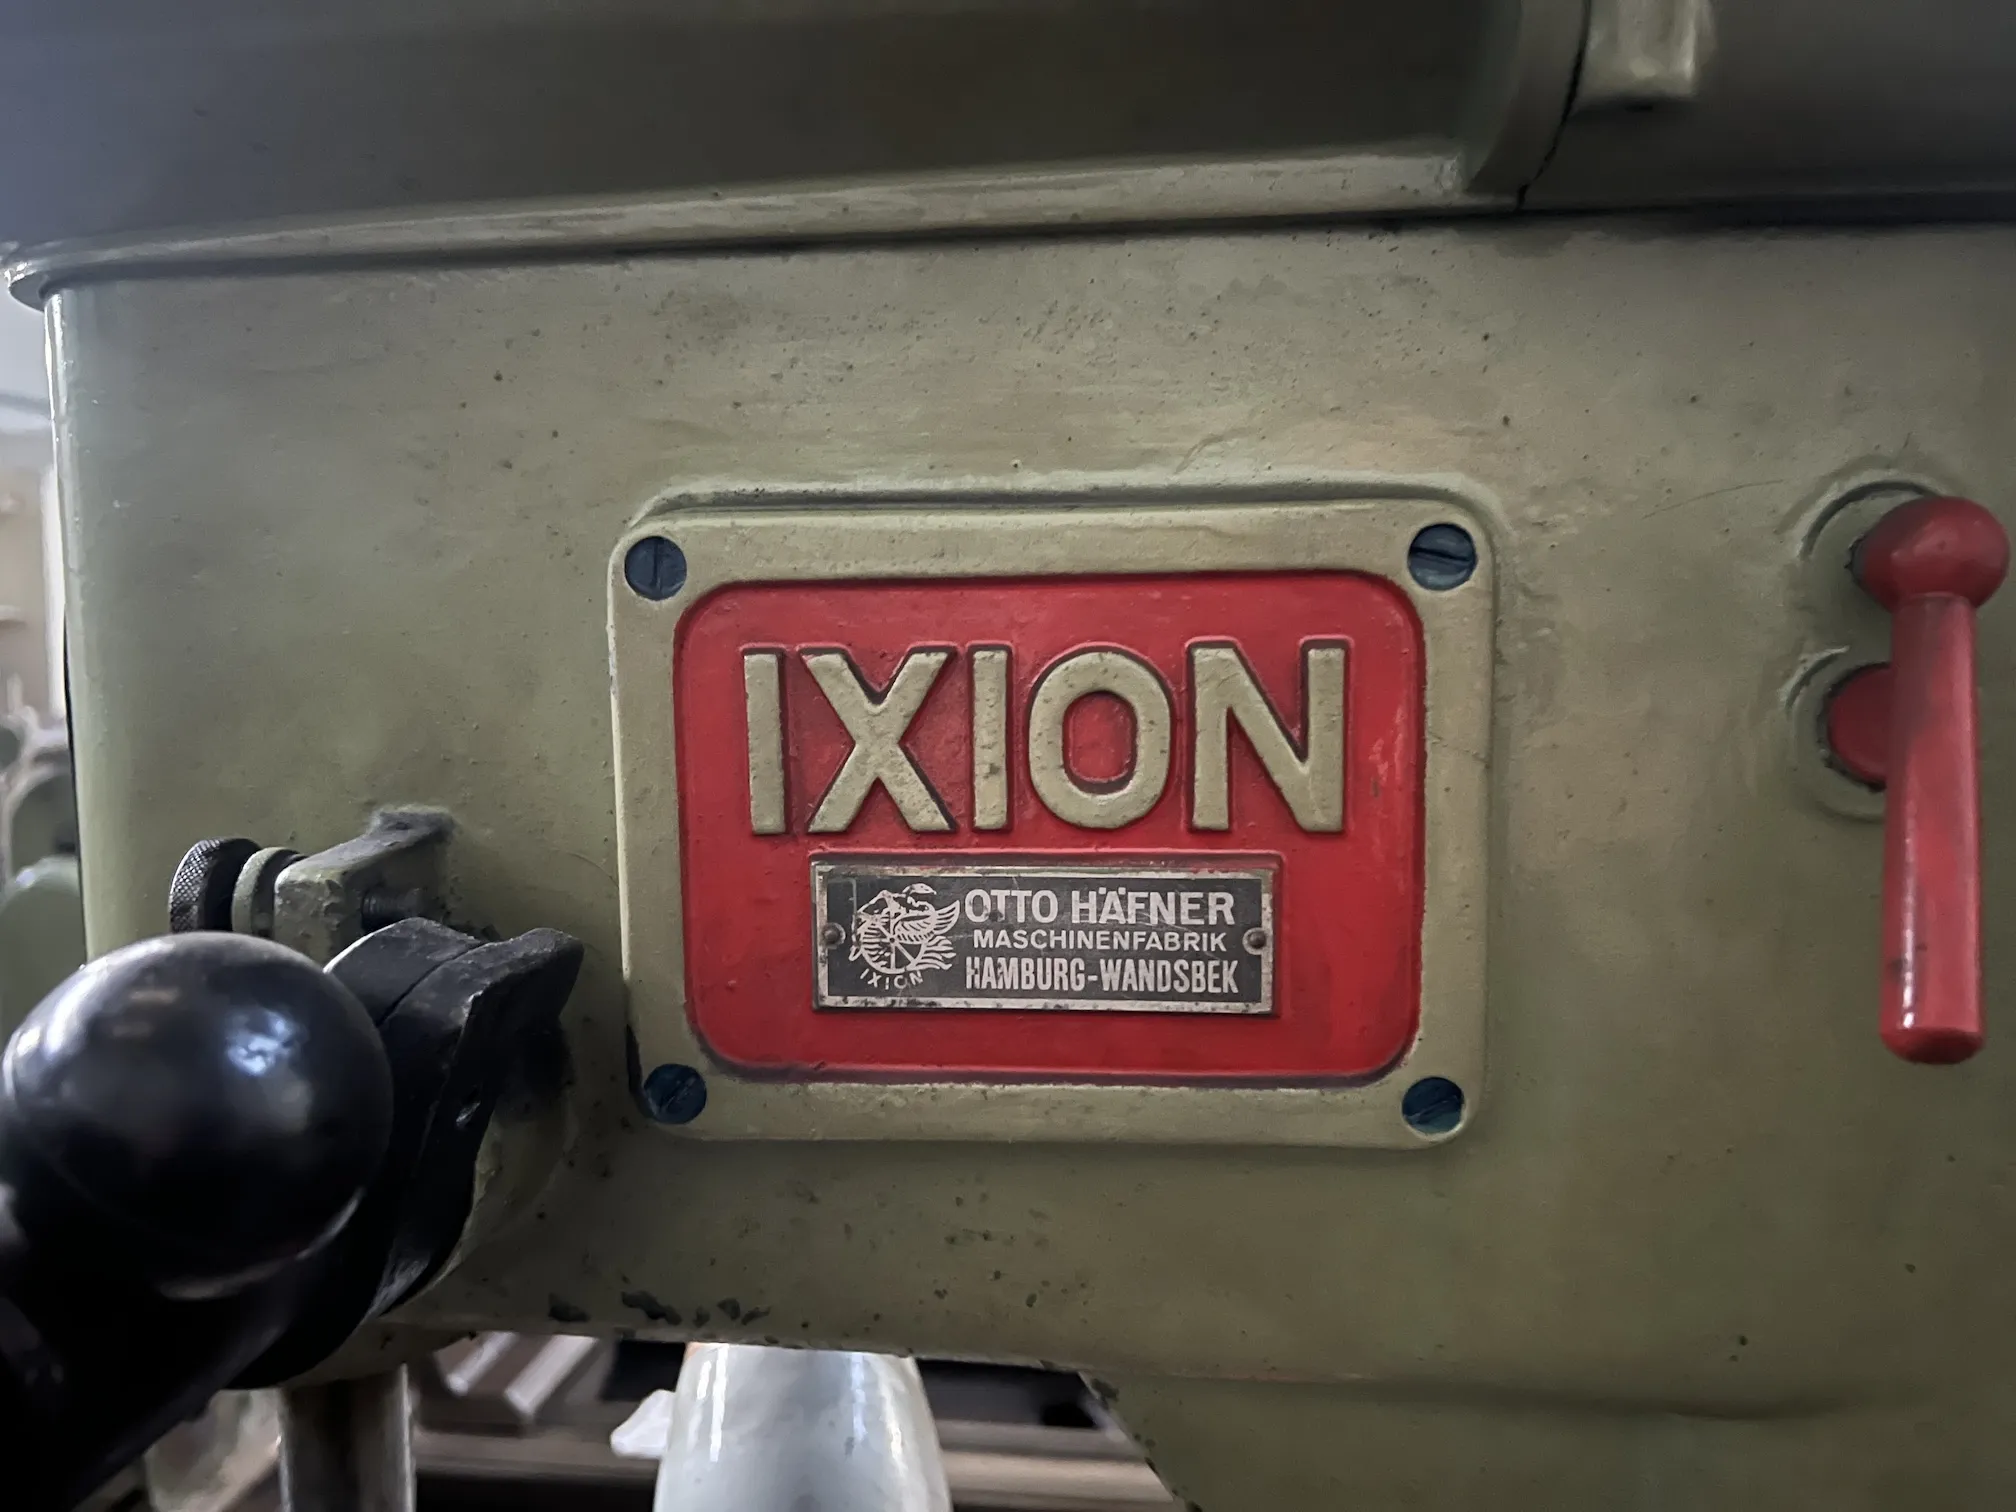 IXION
OTTO HÄFNER
MASCHINENFABRIK
HAMBURG-WANDSBEK
IXION